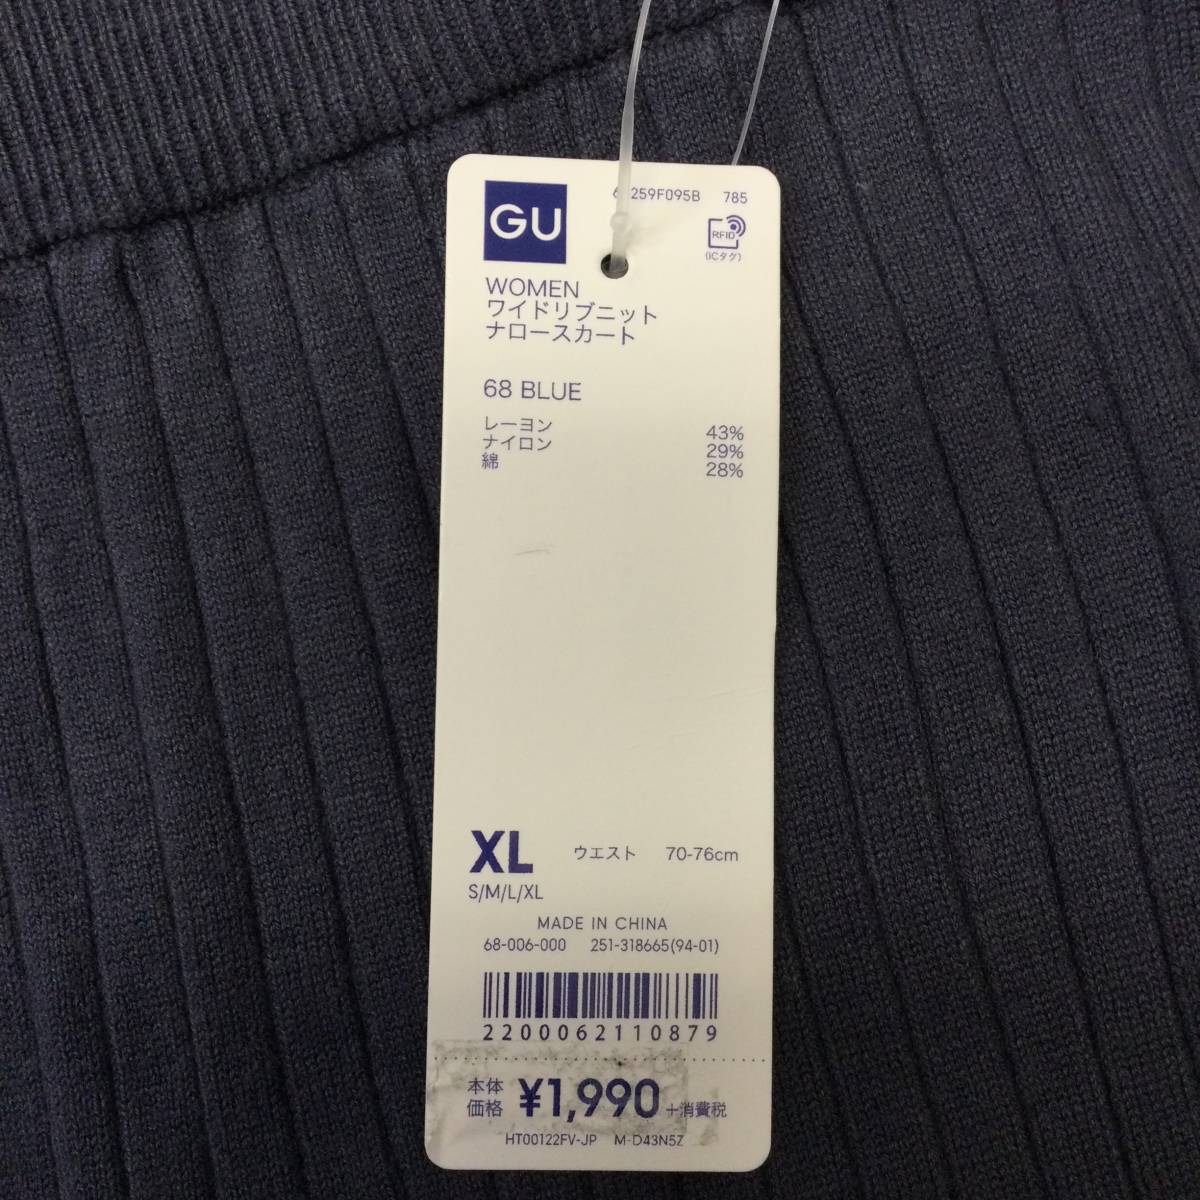 GU
259F095B 785
RFID
(ICタグ)
WOMEN
ワイドリブニット
ナロースカート
68 BLUE
レーヨン 43%
ナイロン 29%
綿 28%
XL ウエスト 70-76cm
S/M/L/XL
MADE IN CHINA
68-006-000 251-318665(94-01)
2200062110879
本体価格 ¥1,990 +消費税
HT00122FV-JP M-D43N5Z